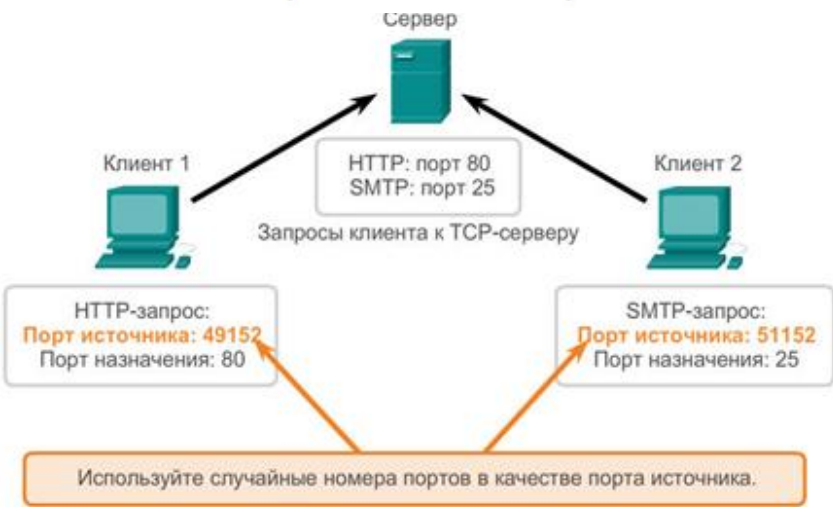 Сервер
Клиент 1
HTTP: порт 80
SMTP: порт 25
Клиент 2
Запросы клиента к TCP-серверу
HTTP-запрос:
Порт источника: 49152
Порт назначения: 80
SMTP-запрос:
Порт источника: 51152
Порт назначения: 25
Используйте случайные номера портов в качестве порта источника.